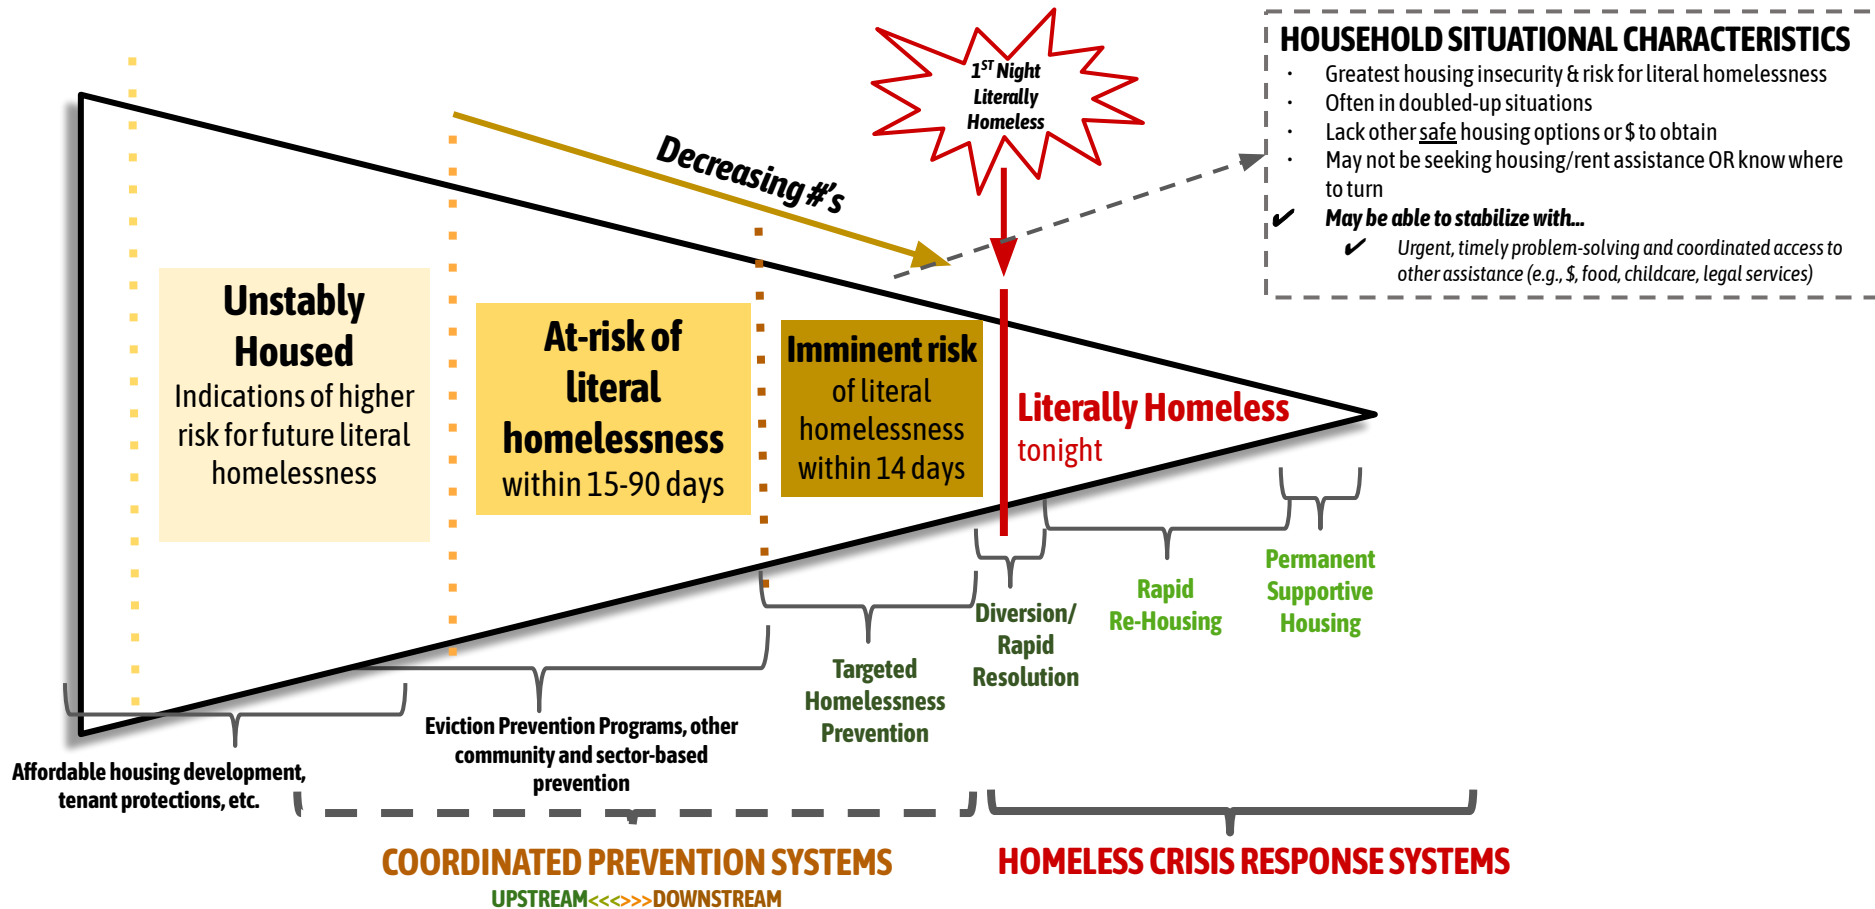 1ST Night
Literally
Homeless
HOUSEHOLD SITUATIONAL CHARACTERISTICS
· Greatest housing insecurity & risk for literal homelessness
· Often in doubled-up situations
· Lack other safe housing options or $ to obtain
· May not be seeking housing/rent assistance OR know where
to turn
✔ May be able to stabilize with...
✔ Urgent, timely problem-solving and coordinated access to
other assistance (e.g., $, food, childcare, legal services)
Decreasing #'s
Unstably
Housed
Indications of higher
risk for future literal
homelessness
At-risk of
literal
homelessness
within 15-90 days
Imminent risk
of literal
homelessness
within 14 days
Literally Homeless
tonight
Affordable housing development,
tenant protections, etc.
Eviction Prevention Programs, other
community and sector-based
prevention
Targeted
Homelessness
Prevention
Diversion/
Rapid
Resolution
Rapid
Re-Housing
Permanent
Supportive
Housing
COORDINATED PREVENTION SYSTEMS
UPSTREAM<<<>>>DOWNSTREAM
HOMELESS CRISIS RESPONSE SYSTEMS